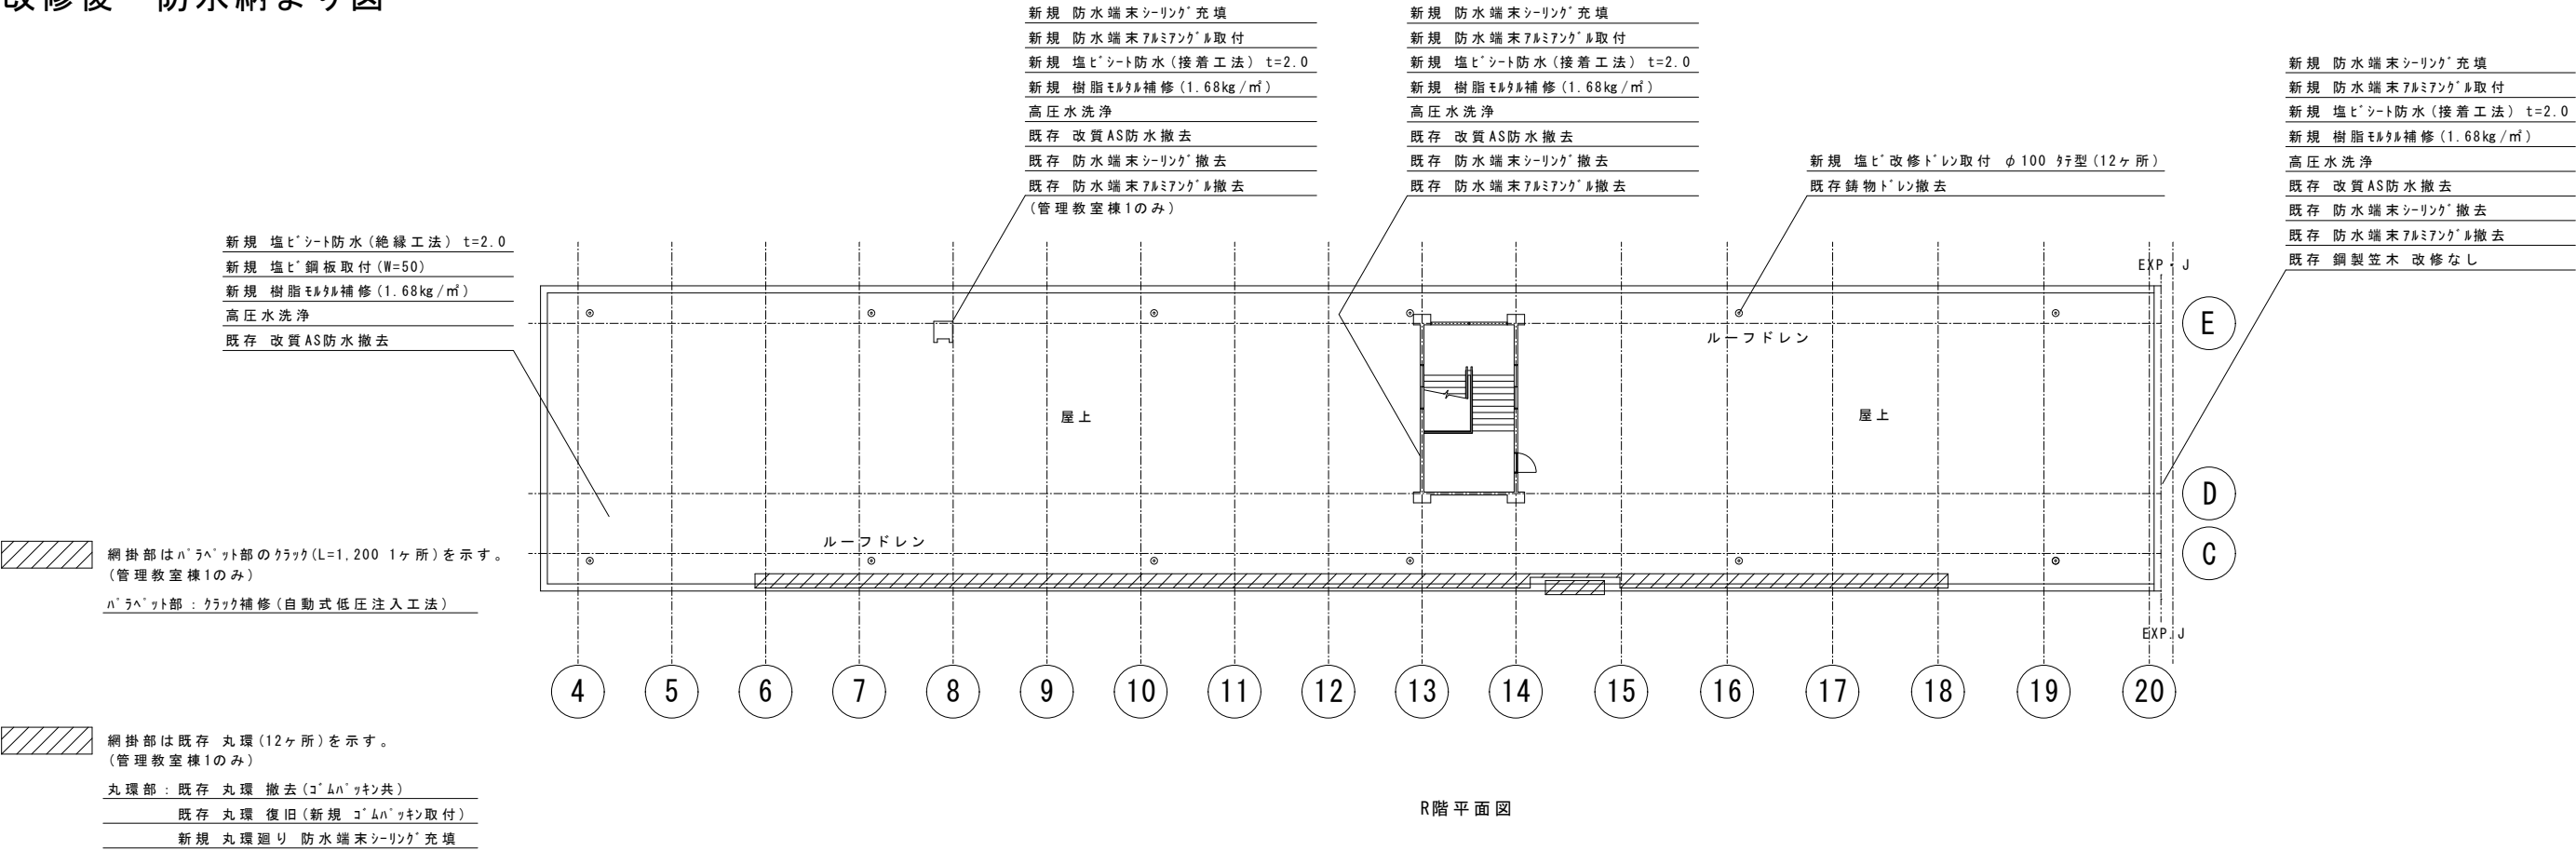 改修後 防水納まり図
新規 防水端末ｼｰﾘﾝｸﾞ充填
新規 防水端末ｱﾙﾐｱﾝｸﾞﾙ取付
新規 塩ﾋﾞｼｰﾄ防水(接着工法) t=2.0
新規 樹脂ﾓﾙﾀﾙ補修(1.68kg/㎡)
高圧水洗浄
既存 改質AS防水撤去
既存 防水端末ｼｰﾘﾝｸﾞ撤去
既存 防水端末ｱﾙﾐｱﾝｸﾞﾙ撤去
(管理教室棟1のみ)
新規 防水端末ｼｰﾘﾝｸﾞ充填
新規 防水端末ｱﾙﾐｱﾝｸﾞﾙ取付
新規 塩ﾋﾞｼｰﾄ防水(接着工法) t=2.0
新規 樹脂ﾓﾙﾀﾙ補修(1.68kg/㎡)
高圧水洗浄
既存 改質AS防水撤去
既存 防水端末ｼｰﾘﾝｸﾞ撤去
既存 防水端末ｱﾙﾐｱﾝｸﾞﾙ撤去
新規 塩ﾋﾞ改修ﾄﾞﾚﾝ取付 φ100 ﾀﾃ型(12ヶ所)
既存鋳物ﾄﾞﾚﾝ撤去
新規 防水端末ｼｰﾘﾝｸﾞ充填
新規 防水端末ｱﾙﾐｱﾝｸﾞﾙ取付
新規 塩ﾋﾞｼｰﾄ防水(接着工法) t=2.0
新規 樹脂ﾓﾙﾀﾙ補修(1.68kg/㎡)
高圧水洗浄
既存 改質AS防水撤去
既存 防水端末ｼｰﾘﾝｸﾞ撤去
既存 防水端末ｱﾙﾐｱﾝｸﾞﾙ撤去
既存 鋼製笠木 改修なし
新規 塩ﾋﾞｼｰﾄ防水(絶縁工法) t=2.0
新規 塩ﾋﾞ鋼板取付(W=50)
新規 樹脂ﾓﾙﾀﾙ補修(1.68kg/㎡)
高圧水洗浄
既存 改質AS防水撤去
EXP・J
E
ルーフドレン
屋上
屋上
D
ルーフドレン
C
EXP.J
網掛部はﾊﾟﾗﾍﾟｯﾄ部のｸﾗｯｸ(L=1,200 1ヶ所)を示す。
(管理教室棟1のみ)
ﾊﾟﾗﾍﾟｯﾄ部：ｸﾗｯｸ補修(自動式低圧注入工法)
4 5 6 7 8 9 10 11 12 13 14 15 16 17 18 19 20
網掛部は既存 丸環(12ヶ所)を示す。
(管理教室棟1のみ)
丸環部：既存 丸環 撤去(ｺﾞﾑﾊﾟｯｷﾝ共)
既存 丸環 復旧(新規 ｺﾞﾑﾊﾟｯｷﾝ取付)
新規 丸環廻り 防水端末ｼｰﾘﾝｸﾞ充填
R階平面図